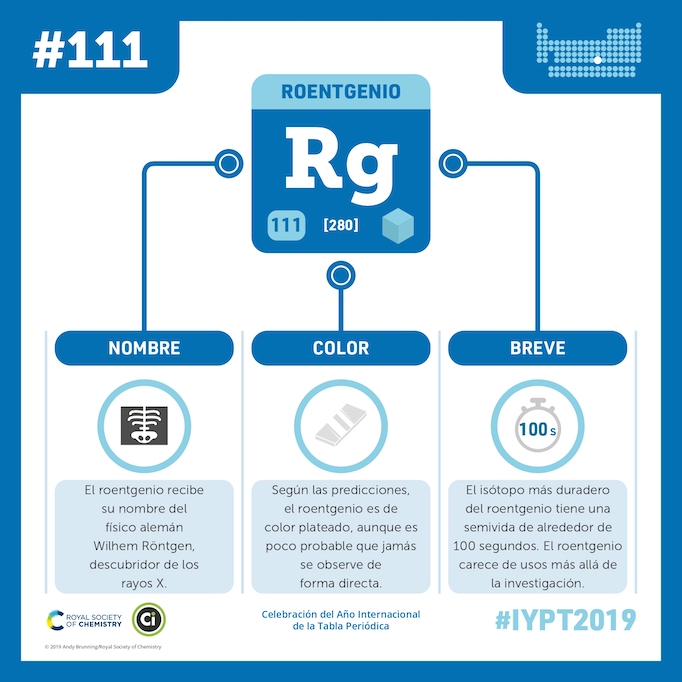 #111
ROENTGENIO
Rg
111
[280]
NOMBRE
El roentgenio recibe
su nombre del
físico alemán
Wilhem Röntgen,
descubridor de los
rayos X.
COLOR
Según las predicciones,
el roentgenio es de
color plateado, aunque es
poco probable que jamás
se observe de
forma directa.
BREVE
100 s
El isótopo más duradero
del roentgenio tiene una
semivida de alrededor de
100 segundos. El roentgenio
carece de usos más allá de
la investigación.
ROYAL SOCIETY
OF CHEMISTRY
Ci
Celebración del Año Internacional
de la Tabla Periódica
#IYPT2019
© 2019 Andy Brunning/Royal Society of Chemistry